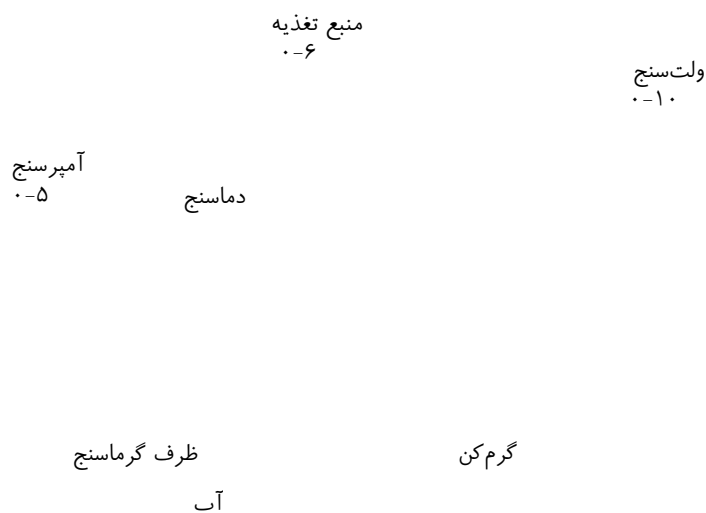 منبع تغذیه
۰-۶
ولت‌سنج
۰-۱۰
آمپرسنج
۰-۵
دماسنج
گرم‌کن
ظرف گرماسنج
آب